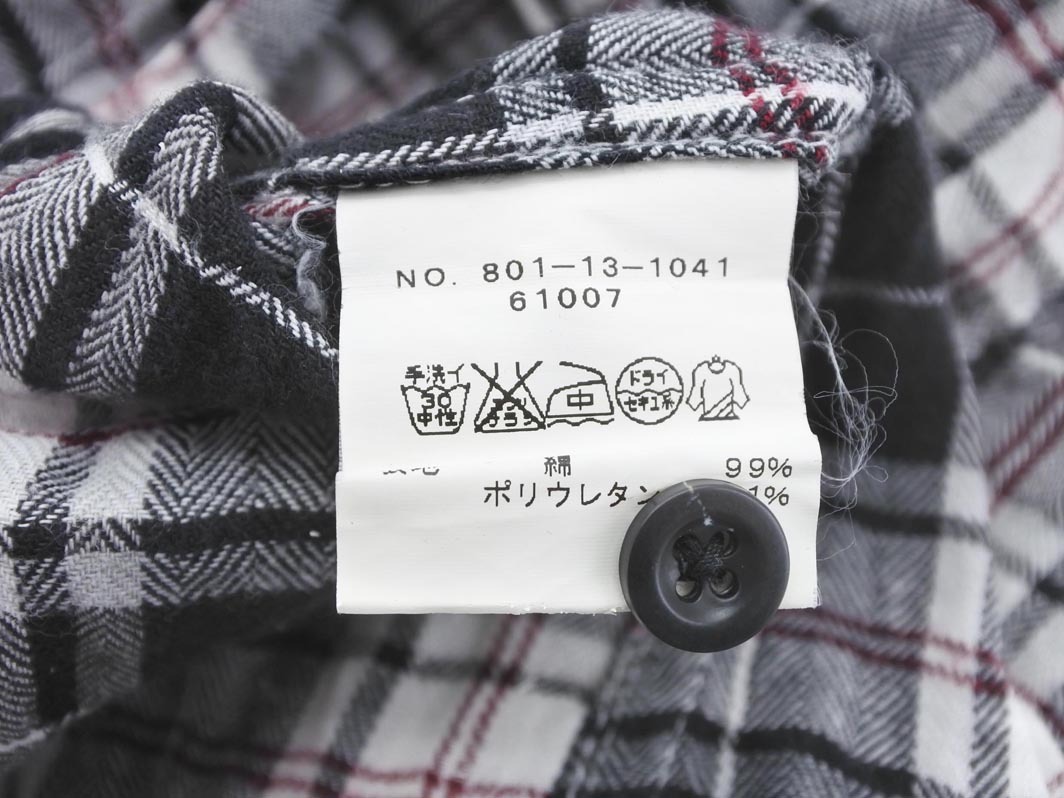 NO. 801-13-1041
61007
手洗イ
30
中性
中
ドライ
セキユ系
綿 99%
ポリウレタン 1%